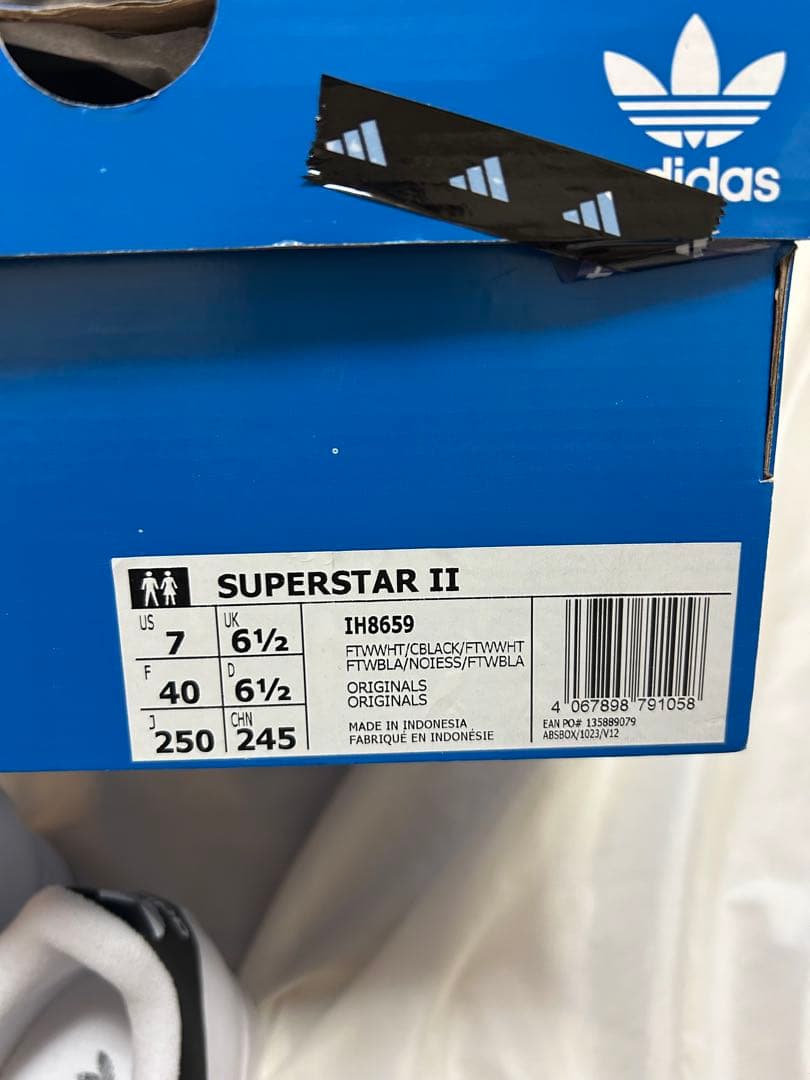 adidas
SUPERSTAR II
US 7
UK 6½
F 40
D 6½
J 250
CHN 245
IH8659
FTWWHT/CBLACK/FTWWHT
FTWBLA/NOIESS/FTWBLA
ORIGINALS
ORIGINALS
MADE IN INDONESIA
FABRIQUÉ EN INDONÉSIE
4 067898 791058
EAN PO# 135889079
ABSBOX/1023/V12